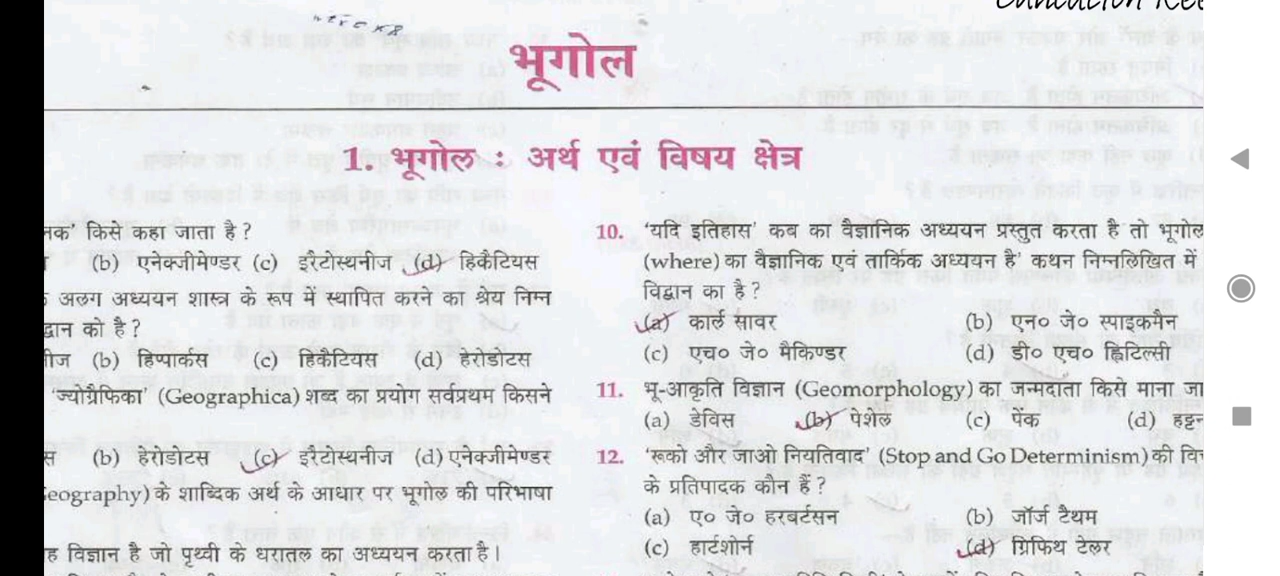 भूगोल
1. भूगोल : अर्थ एवं विषय क्षेत्र
किसे कहा जाता है ?
(b) एनेक्जीमेण्डर (c) इरैटोस्थनीज (d) हिकैटियस
अलग अध्ययन शास्त्र के रूप में स्थापित करने का श्रेय निम्न
को है ?
(b) हिप्पार्कस (c) हिकैटियस (d) हेरोडोटस
'ज्योग्रैफिका' (Geographica) शब्द का प्रयोग सर्वप्रथम किसने
(b) हेरोडोटस (c) इरैटोस्थनीज (d) एनेक्जीमेण्डर
के शाब्दिक अर्थ के आधार पर भूगोल की परिभाषा
विज्ञान है जो पृथ्वी के धरातल का अध्ययन करता है।
10. 'यदि इतिहास' कब का वैज्ञानिक अध्ययन प्रस्तुत करता है तो भूगोल
(where) का वैज्ञानिक एवं तार्किक अध्ययन है' कथन निम्नलिखित में
विद्वान का है ?
(a) कार्ल सावर (b) एन० जे० स्पाइकमैन
(c) एच० जे० मैकिण्डर (d) डी० एच० ह्विटिल्सी
11. भू-आकृति विज्ञान (Geomorphology) का जन्मदाता किसे माना
(a) डेविस (b) पेशेल (c) पेंक (d)
12. 'रूको और जाओ नियतिवाद' (Stop and Go Determinism) की
के प्रतिपादक कौन हैं ?
(a) ए० जे० हरबर्टसन (b) जॉर्ज टैथम
(c) हार्टशोर्न (d) ग्रिफिथ टेलर